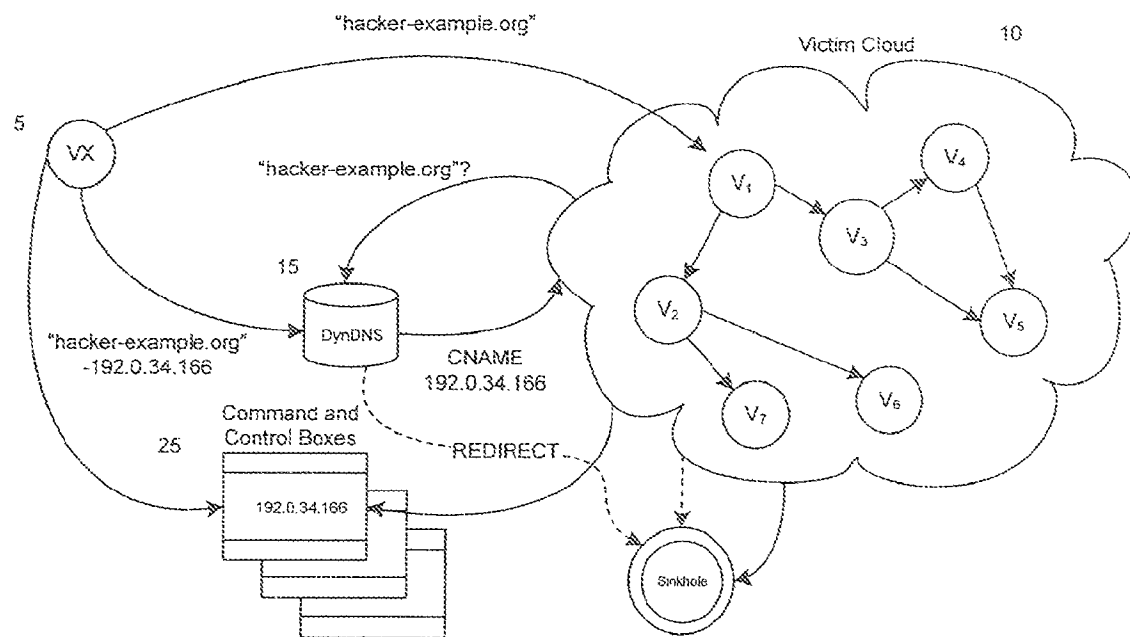 "hacker-example.org"
Victim Cloud
10
5
VX
"hacker-example.org"?
V4
V1
V3
15
V2
V5
DynDNS
"hacker-example.org"
-192.0.34.166
CNAME
192.0.34.166
V6
V7
Command and
Control Boxes
25
REDIRECT
192.0.34.166
Sinkhole